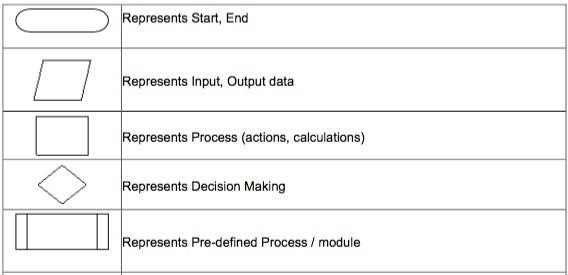 Represents Start, End
Represents Input, Output data
Represents Process (actions, calculations)
Represents Decision Making
Represents Pre-defined Process / module